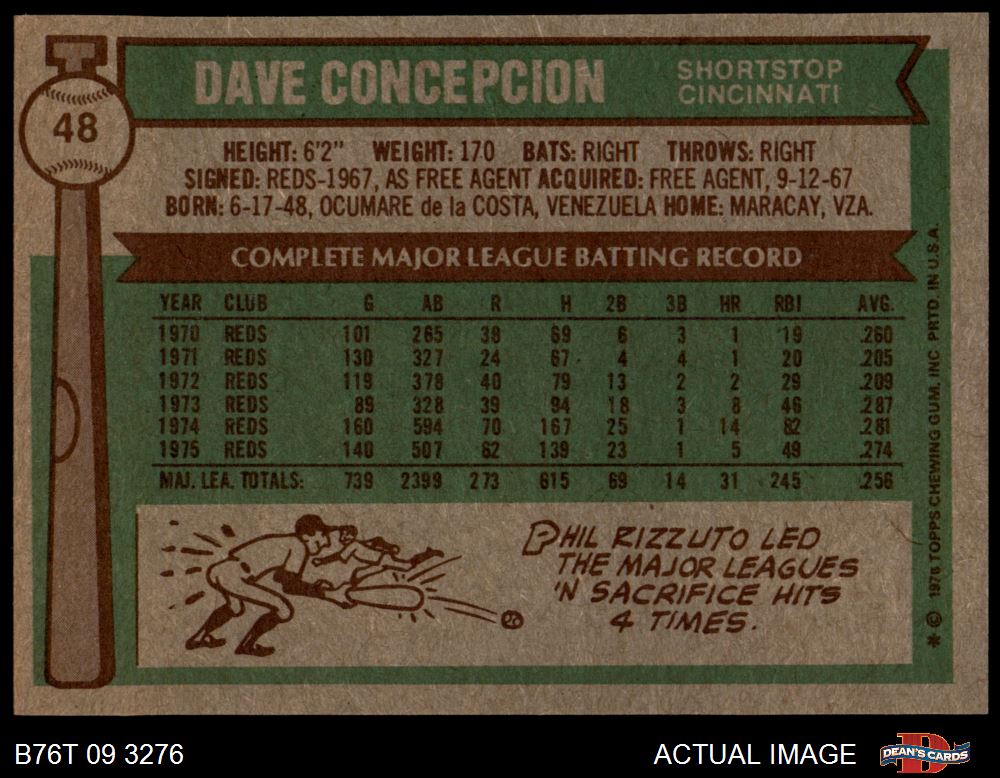 48
DAVE CONCEPCION
SHORTSTOP
CINCINNATI
HEIGHT: 6'2" WEIGHT: 170 BATS: RIGHT THROWS: RIGHT
SIGNED: REDS-1967, AS FREE AGENT ACQUIRED: FREE AGENT, 9-12-67
BORN: 6-17-48, OCUMARE de la COSTA, VENEZUELA HOME: MARACAY, VZA.
COMPLETE MAJOR LEAGUE BATTING RECORD
YEAR CLUB G AB R H 2B 3B HR RBI AVG.
1970 REDS 101 265 38 69 6 3 1 19 .260
1971 REDS 130 327 24 67 4 4 1 20 .205
1972 REDS 119 378 40 79 13 2 2 29 .209
1973 REDS 89 328 39 94 18 3 8 46 .287
1974 REDS 160 594 70 167 25 1 14 82 .281
1975 REDS 140 507 62 139 23 1 5 49 .274
MAJ. LEA. TOTALS: 739 2399 273 615 69 14 31 245 .256
PHIL RIZZUTO LED
THE MAJOR LEAGUES
'N SACRIFICE HITS
4 TIMES.
* © 1976 TOPPS CHEWING GUM, INC PRTD. IN U.S.A.
B76T 09 3276
ACTUAL IMAGE
DEAN'S CARDS